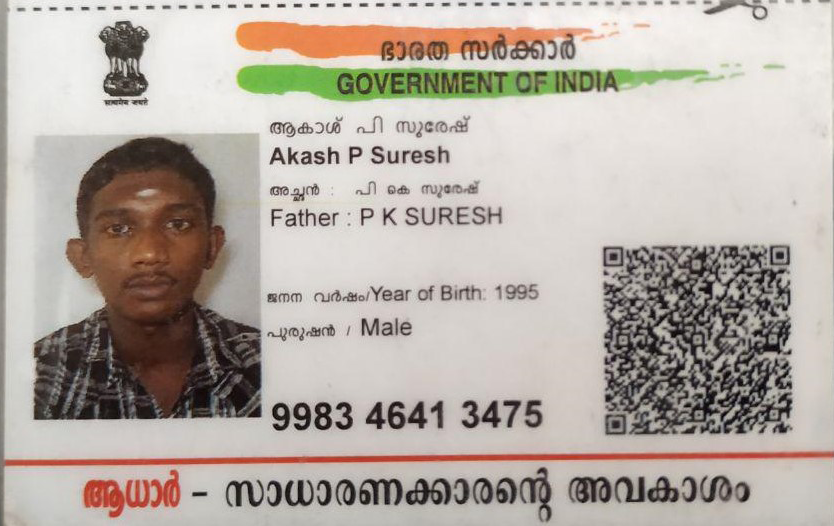 सत्यमेव जयते
ഭാരത സർക്കാർ
GOVERNMENT OF INDIA
ആകാശ് പി സുരേഷ്
Akash P Suresh
അച്ഛൻ : പി കെ സുരേഷ്
Father : P K SURESH
ജനന വർഷം/Year of Birth: 1995
പുരുഷൻ / Male
9983 4641 3475
ആധാർ - സാധാരണക്കാരന്റെ അവകാശം